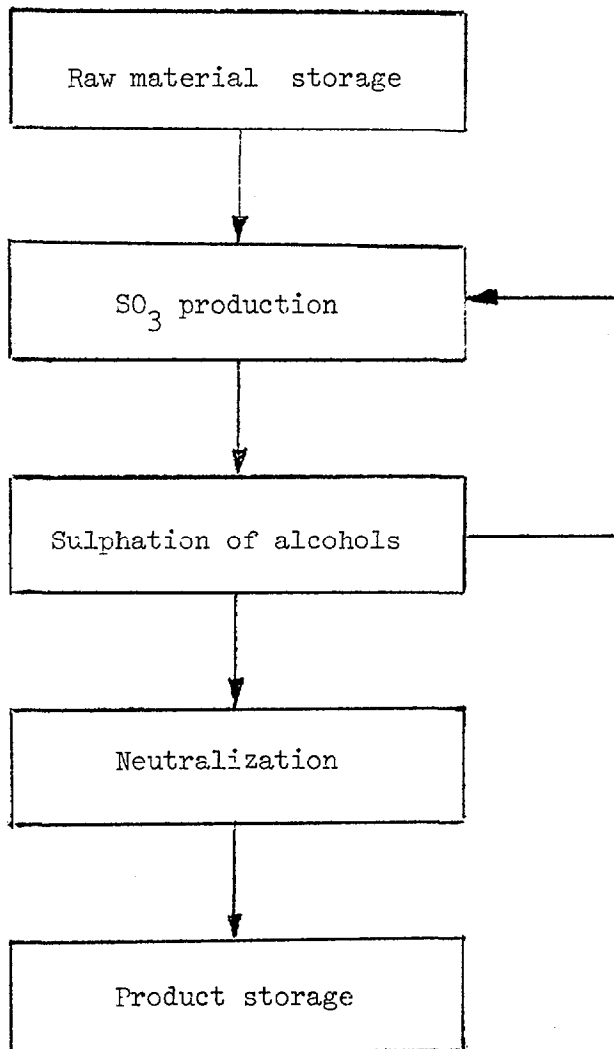 Raw material storage
SO3 production
Sulphation of alcohols
Neutralization
Product storage